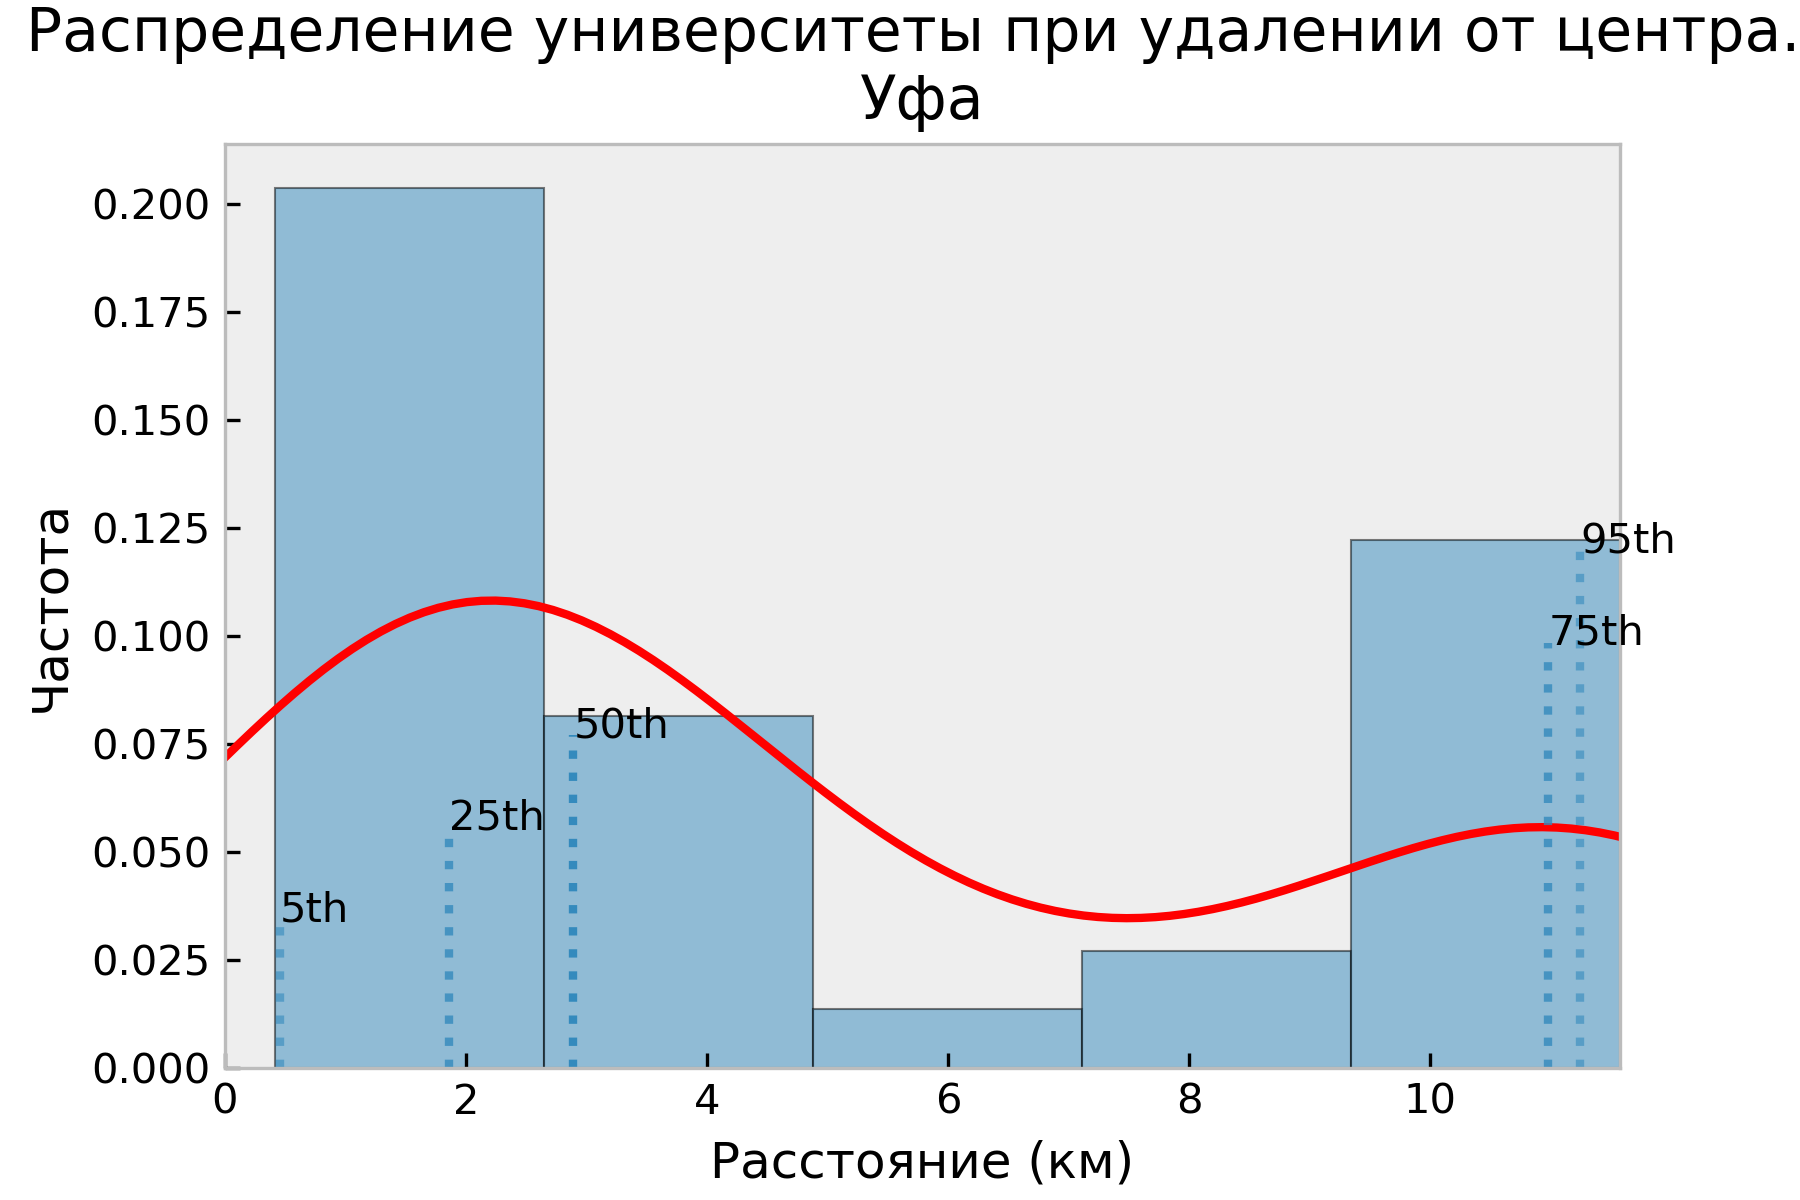 Распределение университеты при удалении от центра.
Уфа
Частота
0.200
0.175
0.150
0.125
0.100
0.075
0.050
0.025
0.000
5th
25th
50th
75th
95th
0 2 4 6 8 10
Расстояние (км)